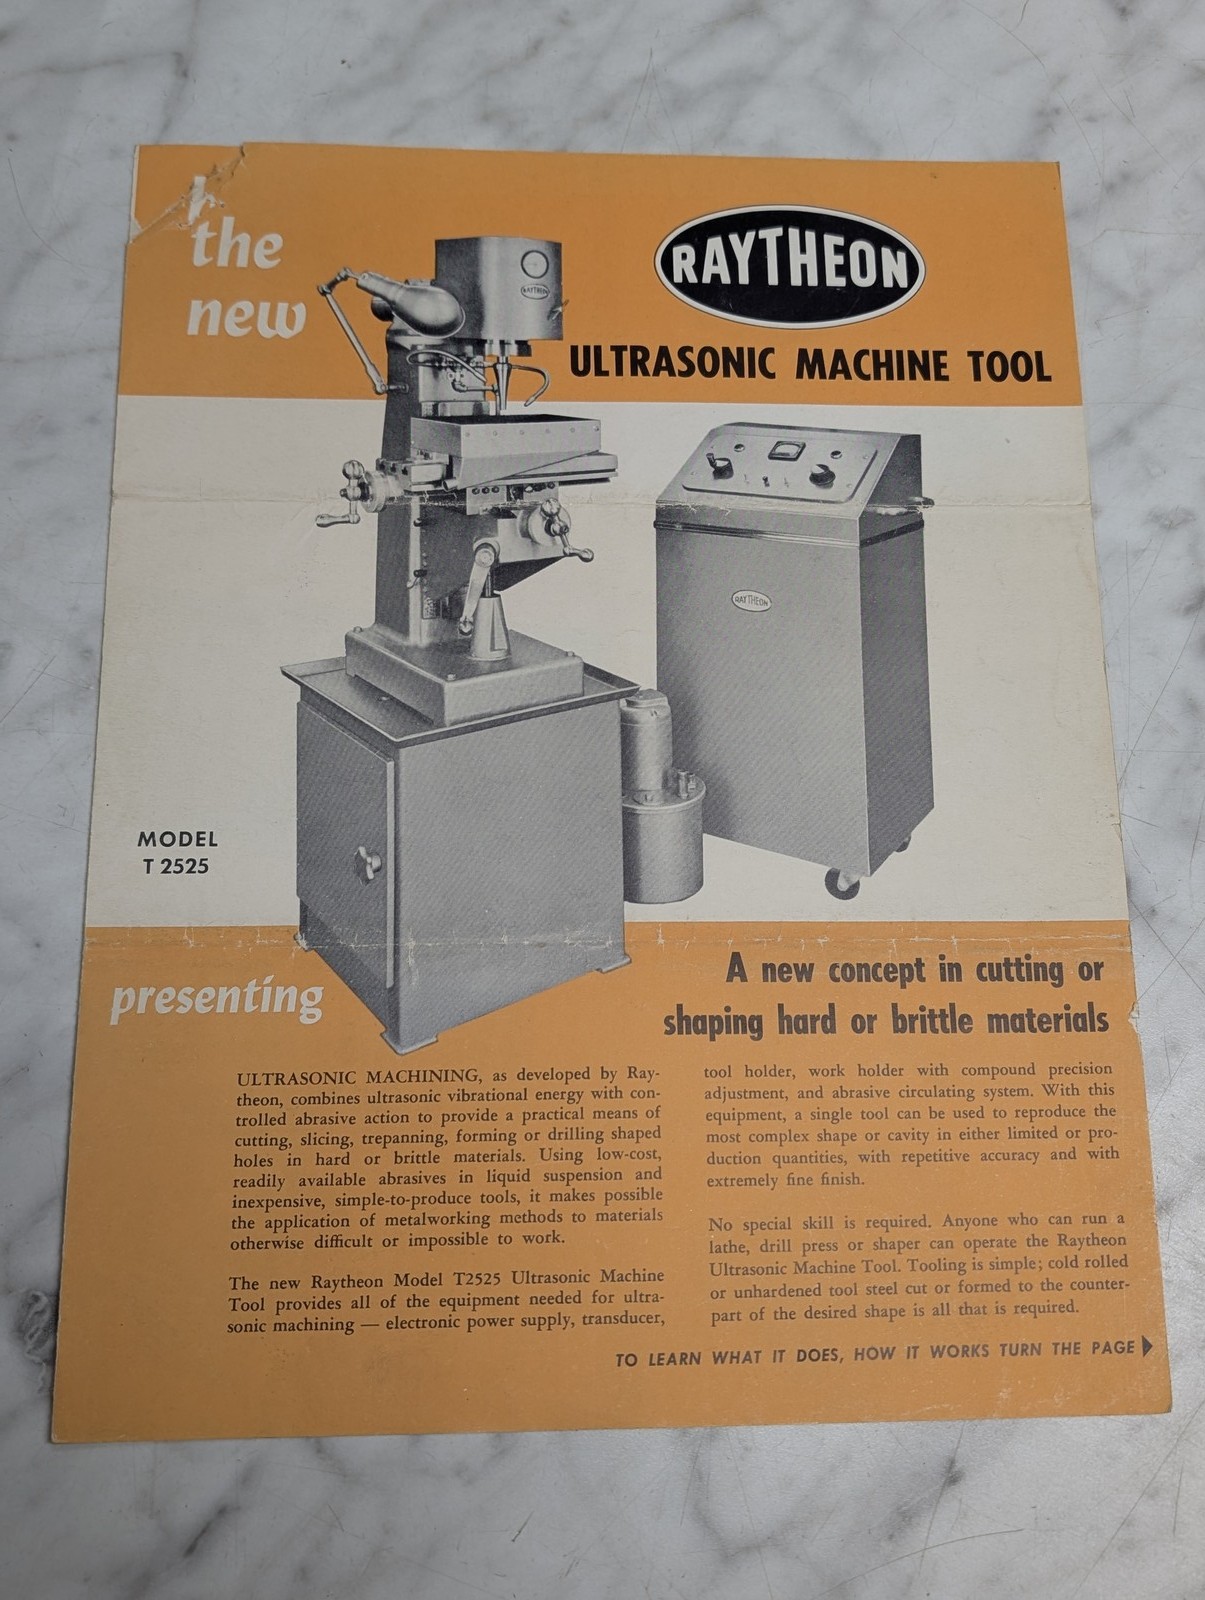 the
new
RAYTHEON
ULTRASONIC MACHINE TOOL
RAYTHEON
RAYTHEON
MODEL
T 2525
presenting
A new concept in cutting or
shaping hard or brittle materials
ULTRASONIC MACHINING, as developed by Ray-
theon, combines ultrasonic vibrational energy with con-
trolled abrasive action to provide a practical means of
cutting, slicing, trepanning, forming or drilling shaped
holes in hard or brittle materials. Using low-cost,
readily available abrasives in liquid suspension and
inexpensive, simple-to-produce tools, it makes possible
the application of metalworking methods to materials
otherwise difficult or impossible to work.
The new Raytheon Model T2525 Ultrasonic Machine
Tool provides all of the equipment needed for ultra-
sonic machining — electronic power supply, transducer,
tool holder, work holder with compound precision
adjustment, and abrasive circulating system. With this
equipment, a single tool can be used to reproduce the
most complex shape or cavity in either limited or pro-
duction quantities, with repetitive accuracy and with
extremely fine finish.
No special skill is required. Anyone who can run a
lathe, drill press or shaper can operate the Raytheon
Ultrasonic Machine Tool. Tooling is simple; cold rolled
or unhardened tool steel cut or formed to the counter-
part of the desired shape is all that is required.
TO LEARN WHAT IT DOES, HOW IT WORKS TURN THE PAGE